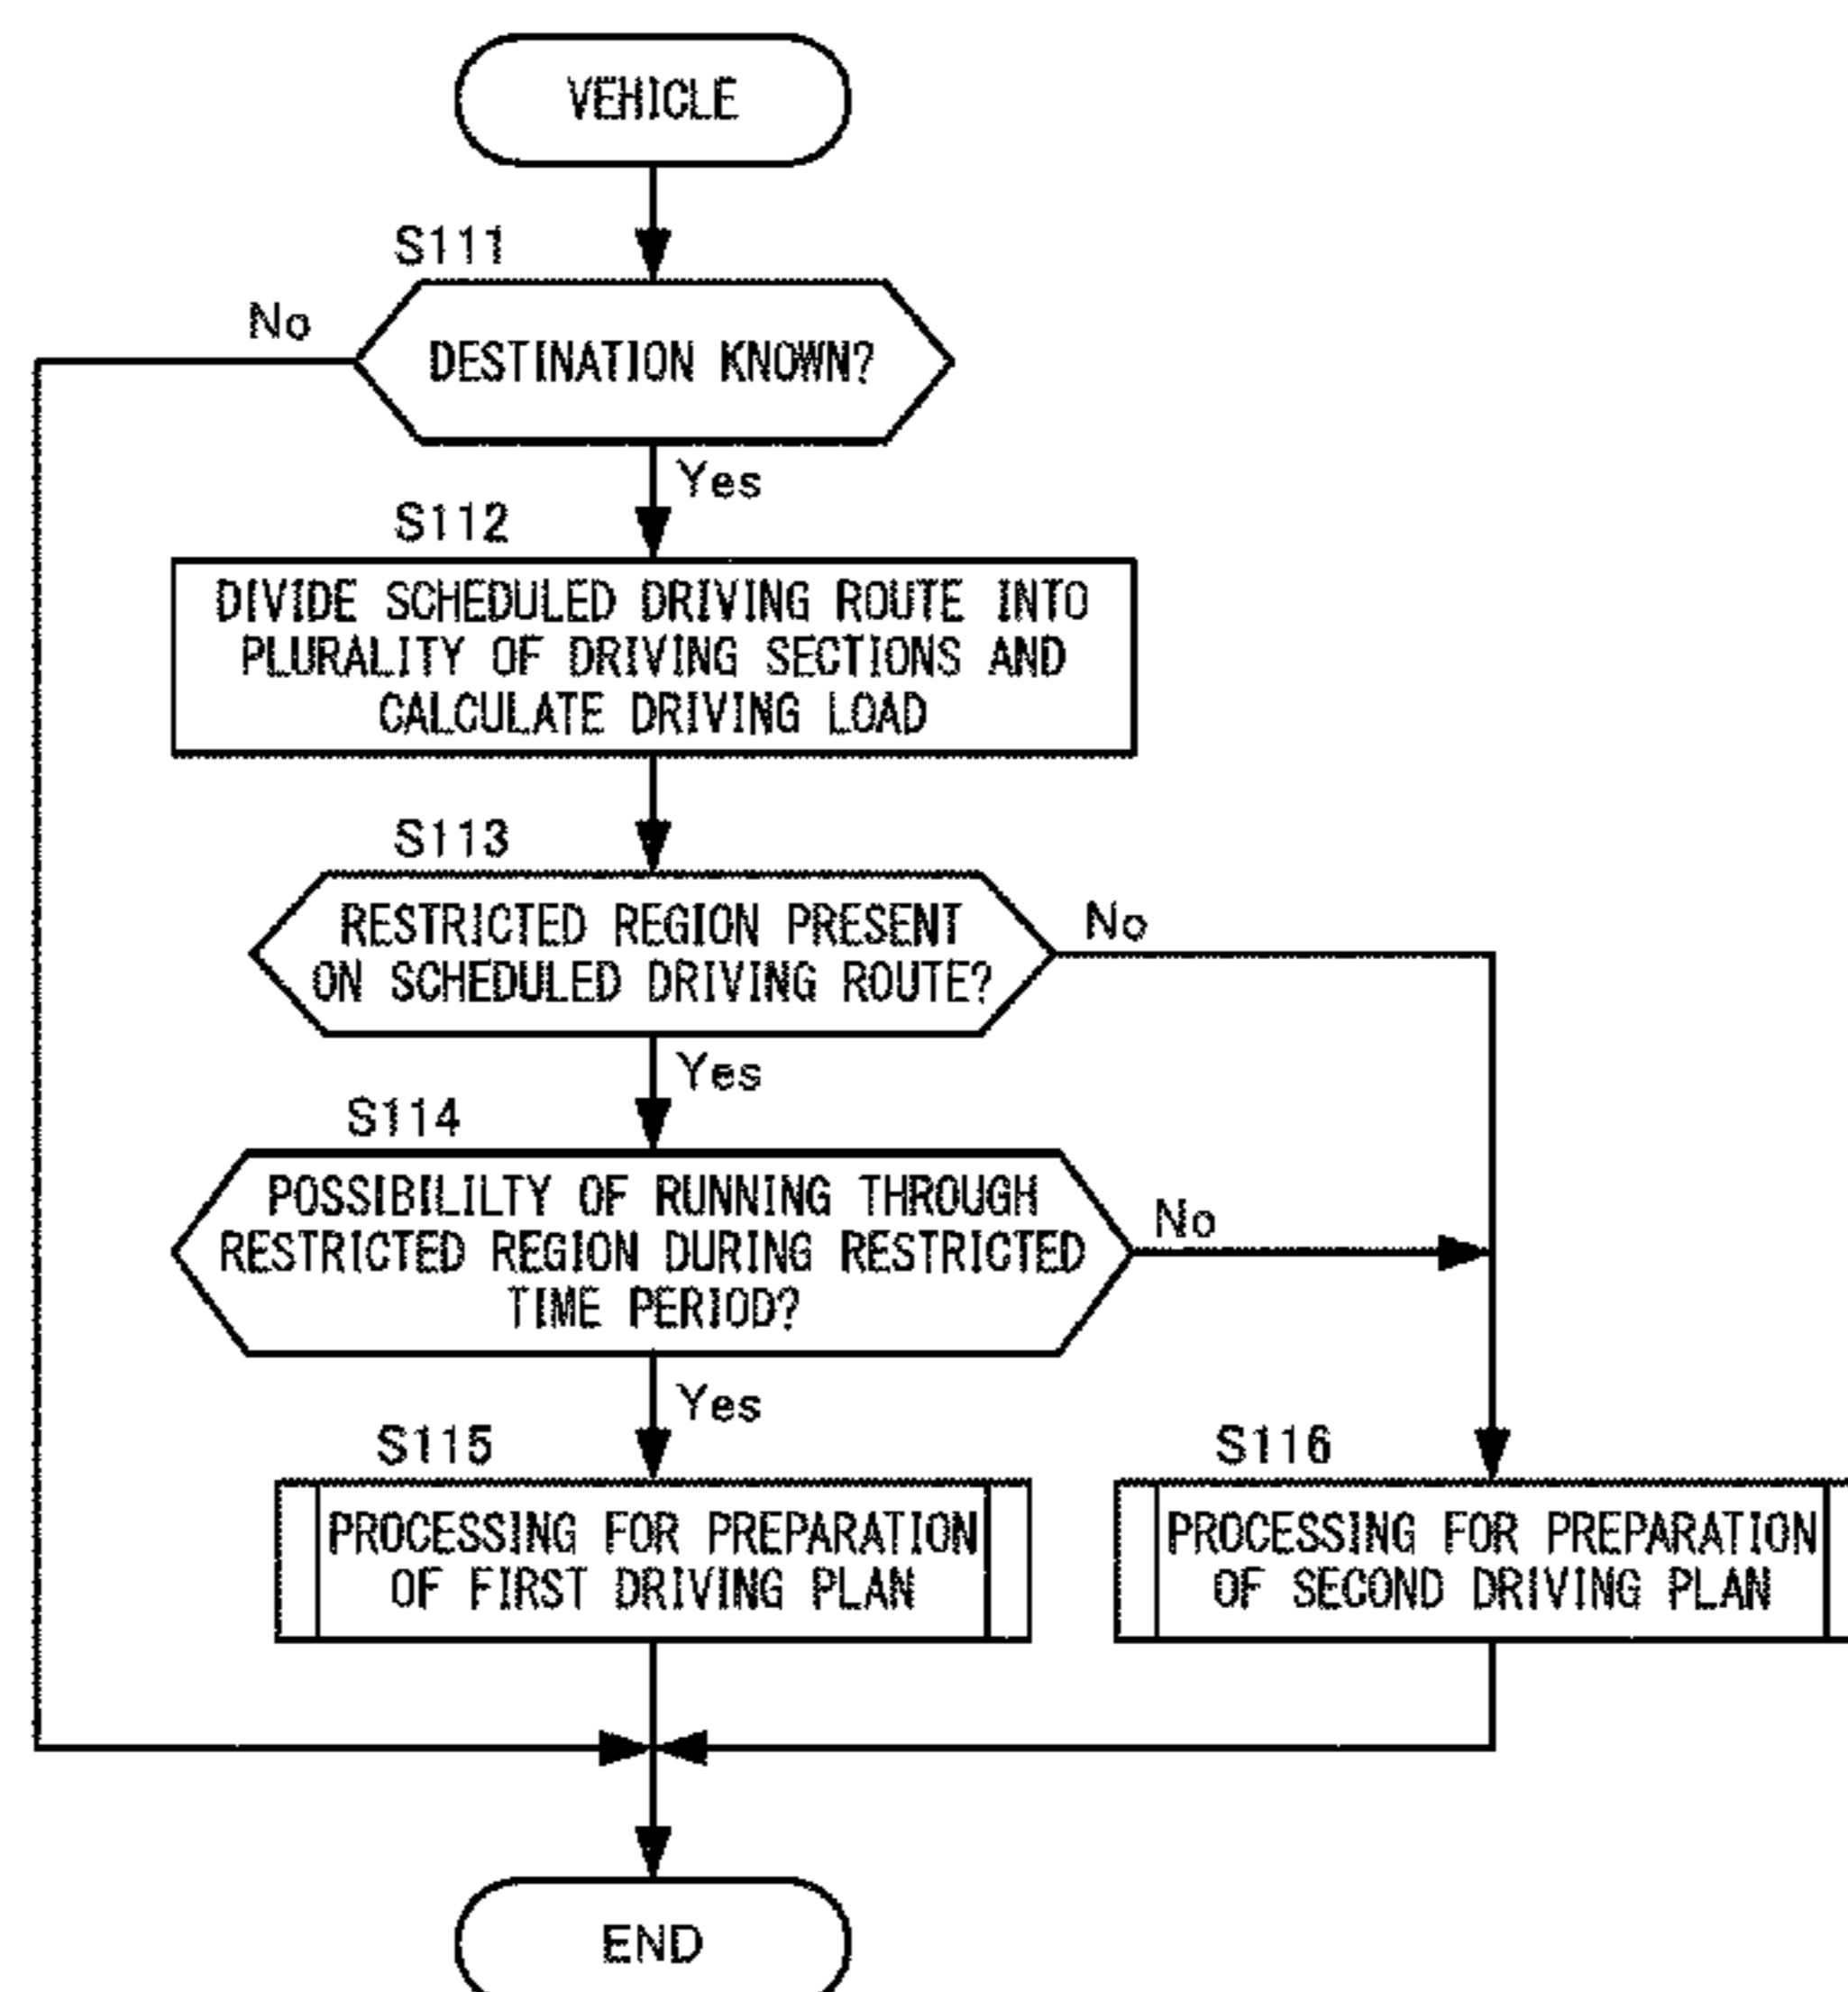 VEHICLE
S111
No
DESTINATION KNOWN?
Yes
S112
DIVIDE SCHEDULED DRIVING ROUTE INTO
PLURALITY OF DRIVING SECTIONS AND
CALCULATE DRIVING LOAD
S113
RESTRICTED REGION PRESENT
ON SCHEDULED DRIVING ROUTE?
No
Yes
S114
POSSIBILILTY OF RUNNING THROUGH
RESTRICTED REGION DURING RESTRICTED
TIME PERIOD?
No
Yes
S115
PROCESSING FOR PREPARATION
OF FIRST DRIVING PLAN
S116
PROCESSING FOR PREPARATION
OF SECOND DRIVING PLAN
END